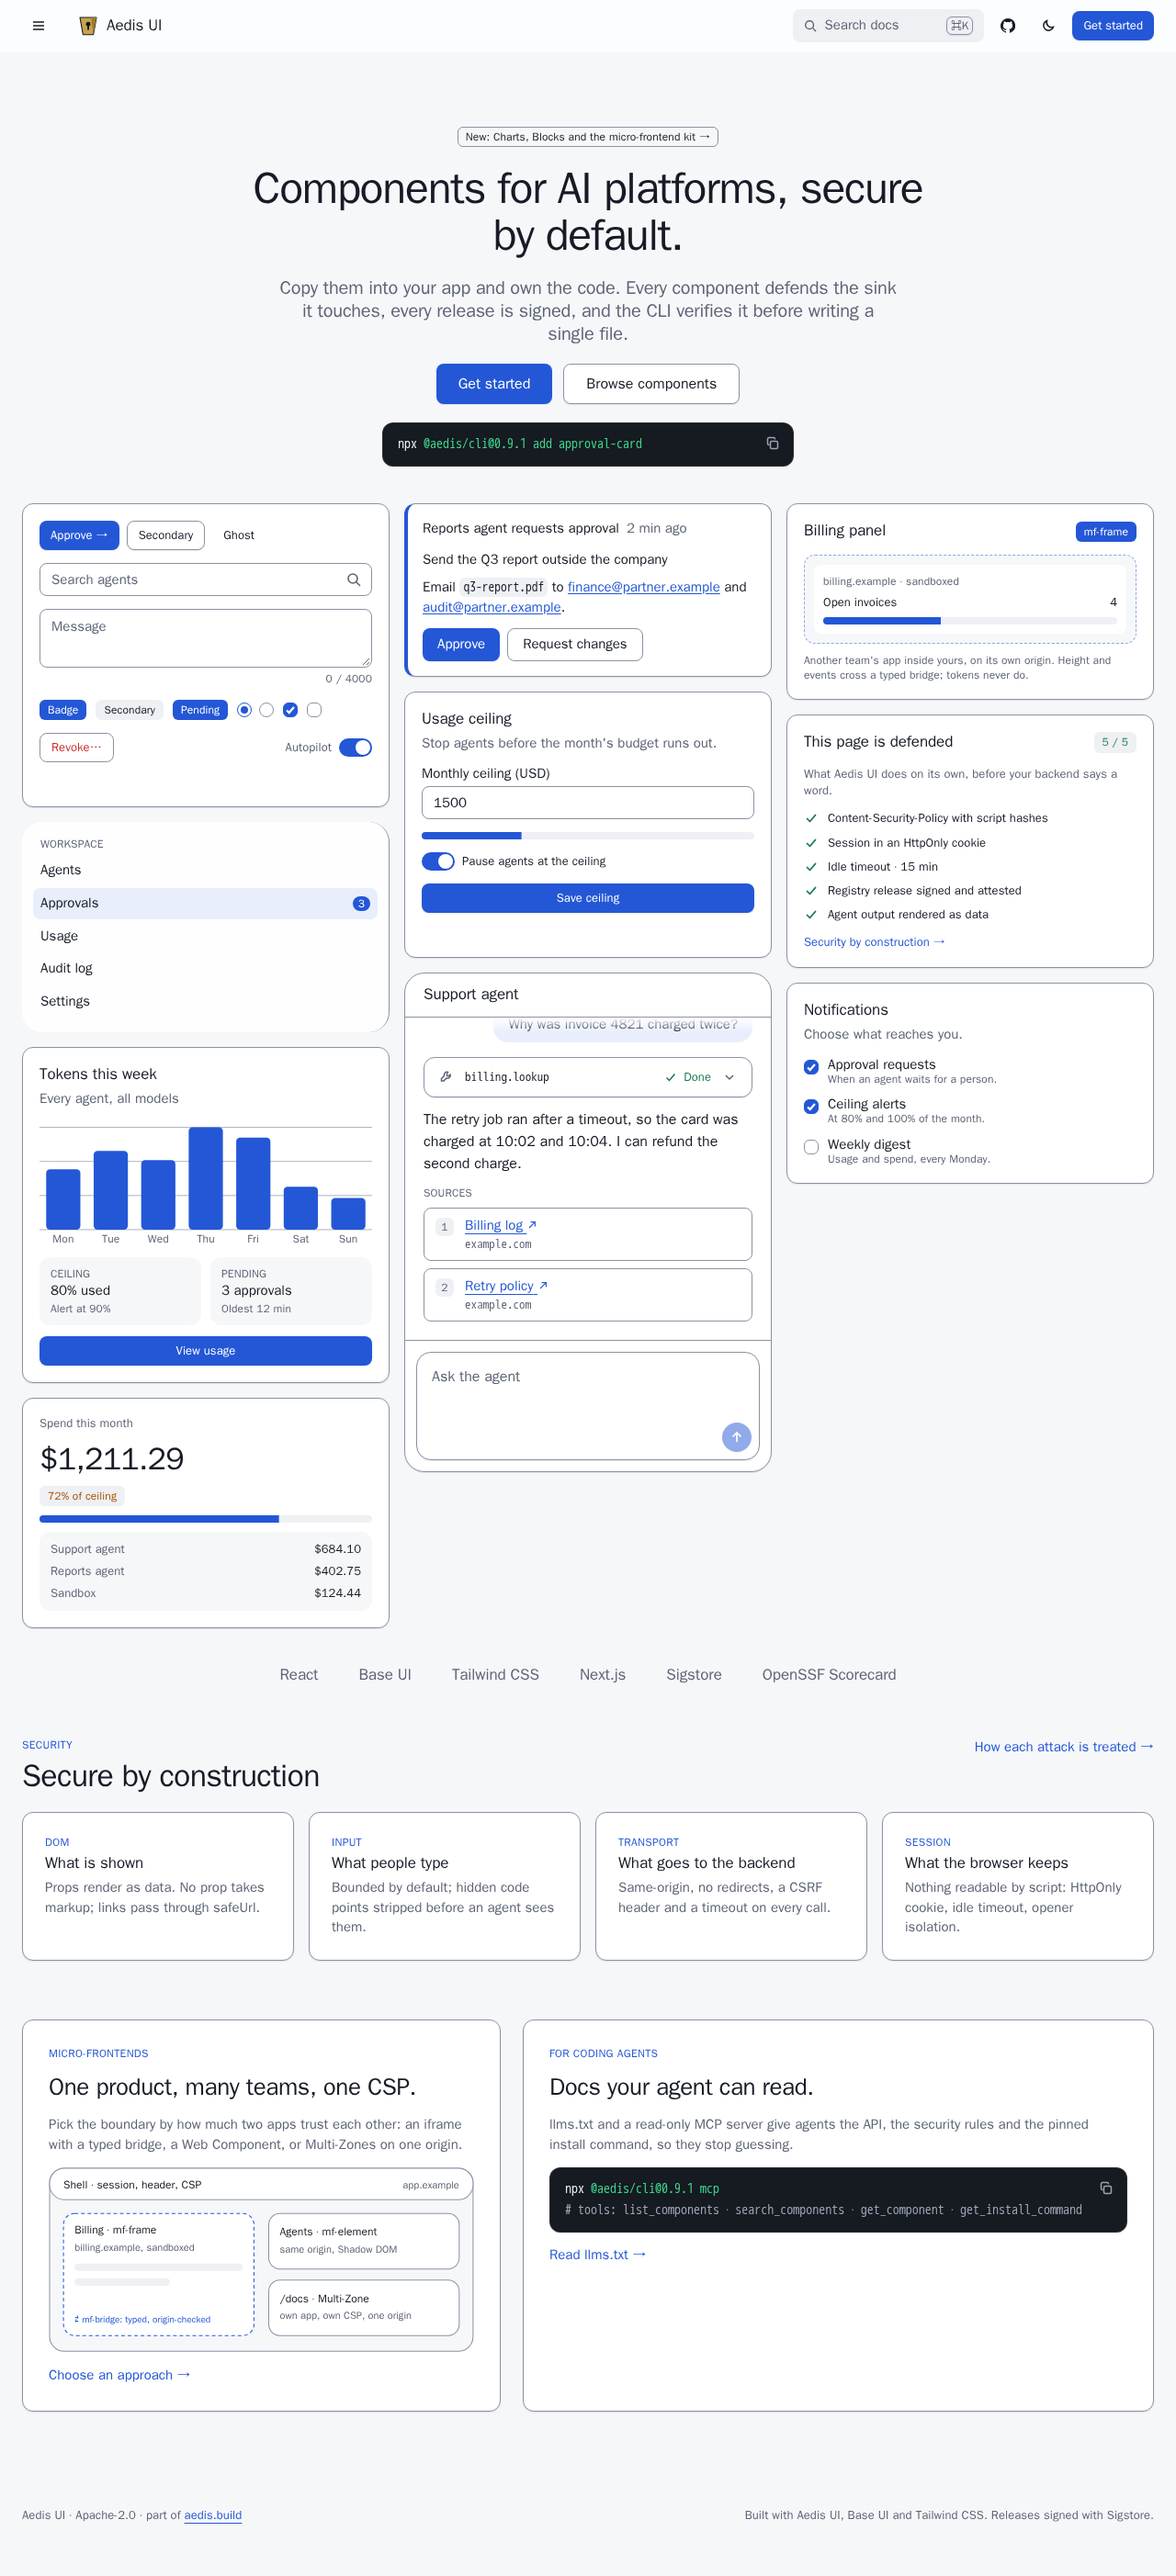 Aedis UI
Search docs
⌘K
Get started
New: Charts, Blocks and the micro-frontend kit →
Components for AI platforms, secure
by default.
Copy them into your app and own the code. Every component defends the sink
it touches, every release is signed, and the CLI verifies it before writing a
single file.
Get started
Browse components
npx @aedis/cli@0.9.1 add approval-card
Approve →
Secondary
Ghost
Search agents
Message
0 / 4000
Badge
Secondary
Pending
Revoke…
Autopilot
WORKSPACE
Agents
Approvals
3
Usage
Audit log
Settings
Tokens this week
Every agent, all models
Mon
Tue
Wed
Thu
Fri
Sat
Sun
CEILING
80% used
Alert at 90%
PENDING
3 approvals
Oldest 12 min
View usage
Spend this month
$1,211.29
72% of ceiling
Support agent
$684.10
Reports agent
$402.75
Sandbox
$124.44
Reports agent requests approval 2 min ago
Send the Q3 report outside the company
Email q3-report.pdf to finance@partner.example and
audit@partner.example.
Approve
Request changes
Usage ceiling
Stop agents before the month's budget runs out.
Monthly ceiling (USD)
1500
Pause agents at the ceiling
Save ceiling
Support agent
Why was invoice 4821 charged twice?
billing.lookup
Done
The retry job ran after a timeout, so the card was
charged at 10:02 and 10:04. I can refund the
second charge.
SOURCES
1
Billing log ↗
example.com
2
Retry policy ↗
example.com
Ask the agent
Billing panel
mf-frame
billing.example · sandboxed
Open invoices
4
Another team's app inside yours, on its own origin. Height and
events cross a typed bridge; tokens never do.
This page is defended
5 / 5
What Aedis UI does on its own, before your backend says a
word.
Content-Security-Policy with script hashes
Session in an HttpOnly cookie
Idle timeout · 15 min
Registry release signed and attested
Agent output rendered as data
Security by construction →
Notifications
Choose what reaches you.
Approval requests
When an agent waits for a person.
Ceiling alerts
At 80% and 100% of the month.
Weekly digest
Usage and spend, every Monday.
React
Base UI
Tailwind CSS
Next.js
Sigstore
OpenSSF Scorecard
SECURITY
Secure by construction
How each attack is treated →
DOM
What is shown
Props render as data. No prop takes
markup; links pass through safeUrl.
INPUT
What people type
Bounded by default; hidden code
points stripped before an agent sees
them.
TRANSPORT
What goes to the backend
Same-origin, no redirects, a CSRF
header and a timeout on every call.
SESSION
What the browser keeps
Nothing readable by script: HttpOnly
cookie, idle timeout, opener
isolation.
MICRO-FRONTENDS
One product, many teams, one CSP.
Pick the boundary by how much two apps trust each other: an iframe
with a typed bridge, a Web Component, or Multi-Zones on one origin.
Shell · session, header, CSP
app.example
Billing · mf-frame
billing.example, sandboxed
mf-bridge: typed, origin-checked
Agents · mf-element
same origin, Shadow DOM
/docs · Multi-Zone
own app, own CSP, one origin
Choose an approach →
FOR CODING AGENTS
Docs your agent can read.
llms.txt and a read-only MCP server give agents the API, the security rules and the pinned
install command, so they stop guessing.
npx @aedis/cli@0.9.1 mcp
# tools: list_components · search_components · get_component · get_install_command
Read llms.txt →
Aedis UI · Apache-2.0 · part of aedis.build
Built with Aedis UI, Base UI and Tailwind CSS. Releases signed with Sigstore.